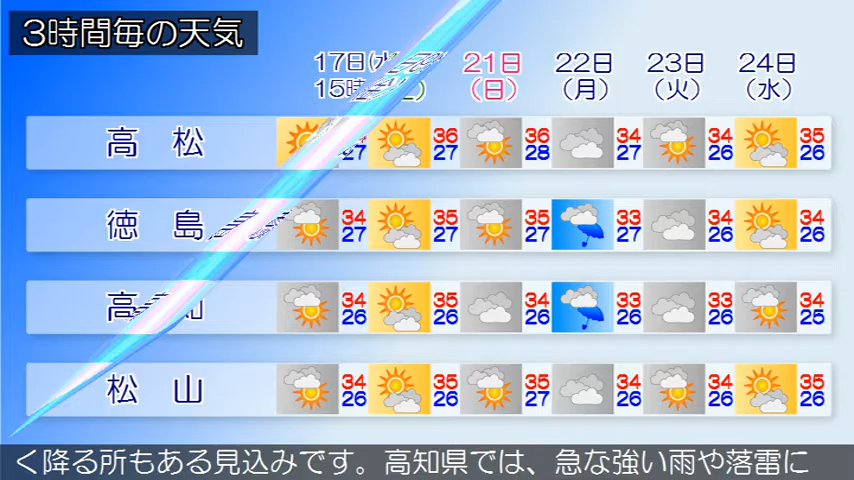 3時間毎の天気
17日(水 21日 22日 23日 24日
15時 (日) (月) (火) (水)
高松 27 36 27 36 28 34 27 34 26 35 26
徳島 34 27 35 27 35 27 33 27 34 26 34 26
高知 34 26 35 26 34 26 33 26 33 26 34 25
松山 34 26 35 26 35 27 34 26 34 26 35 26
く降る所もある見込みです。高知県では、急な強い雨や落雷に